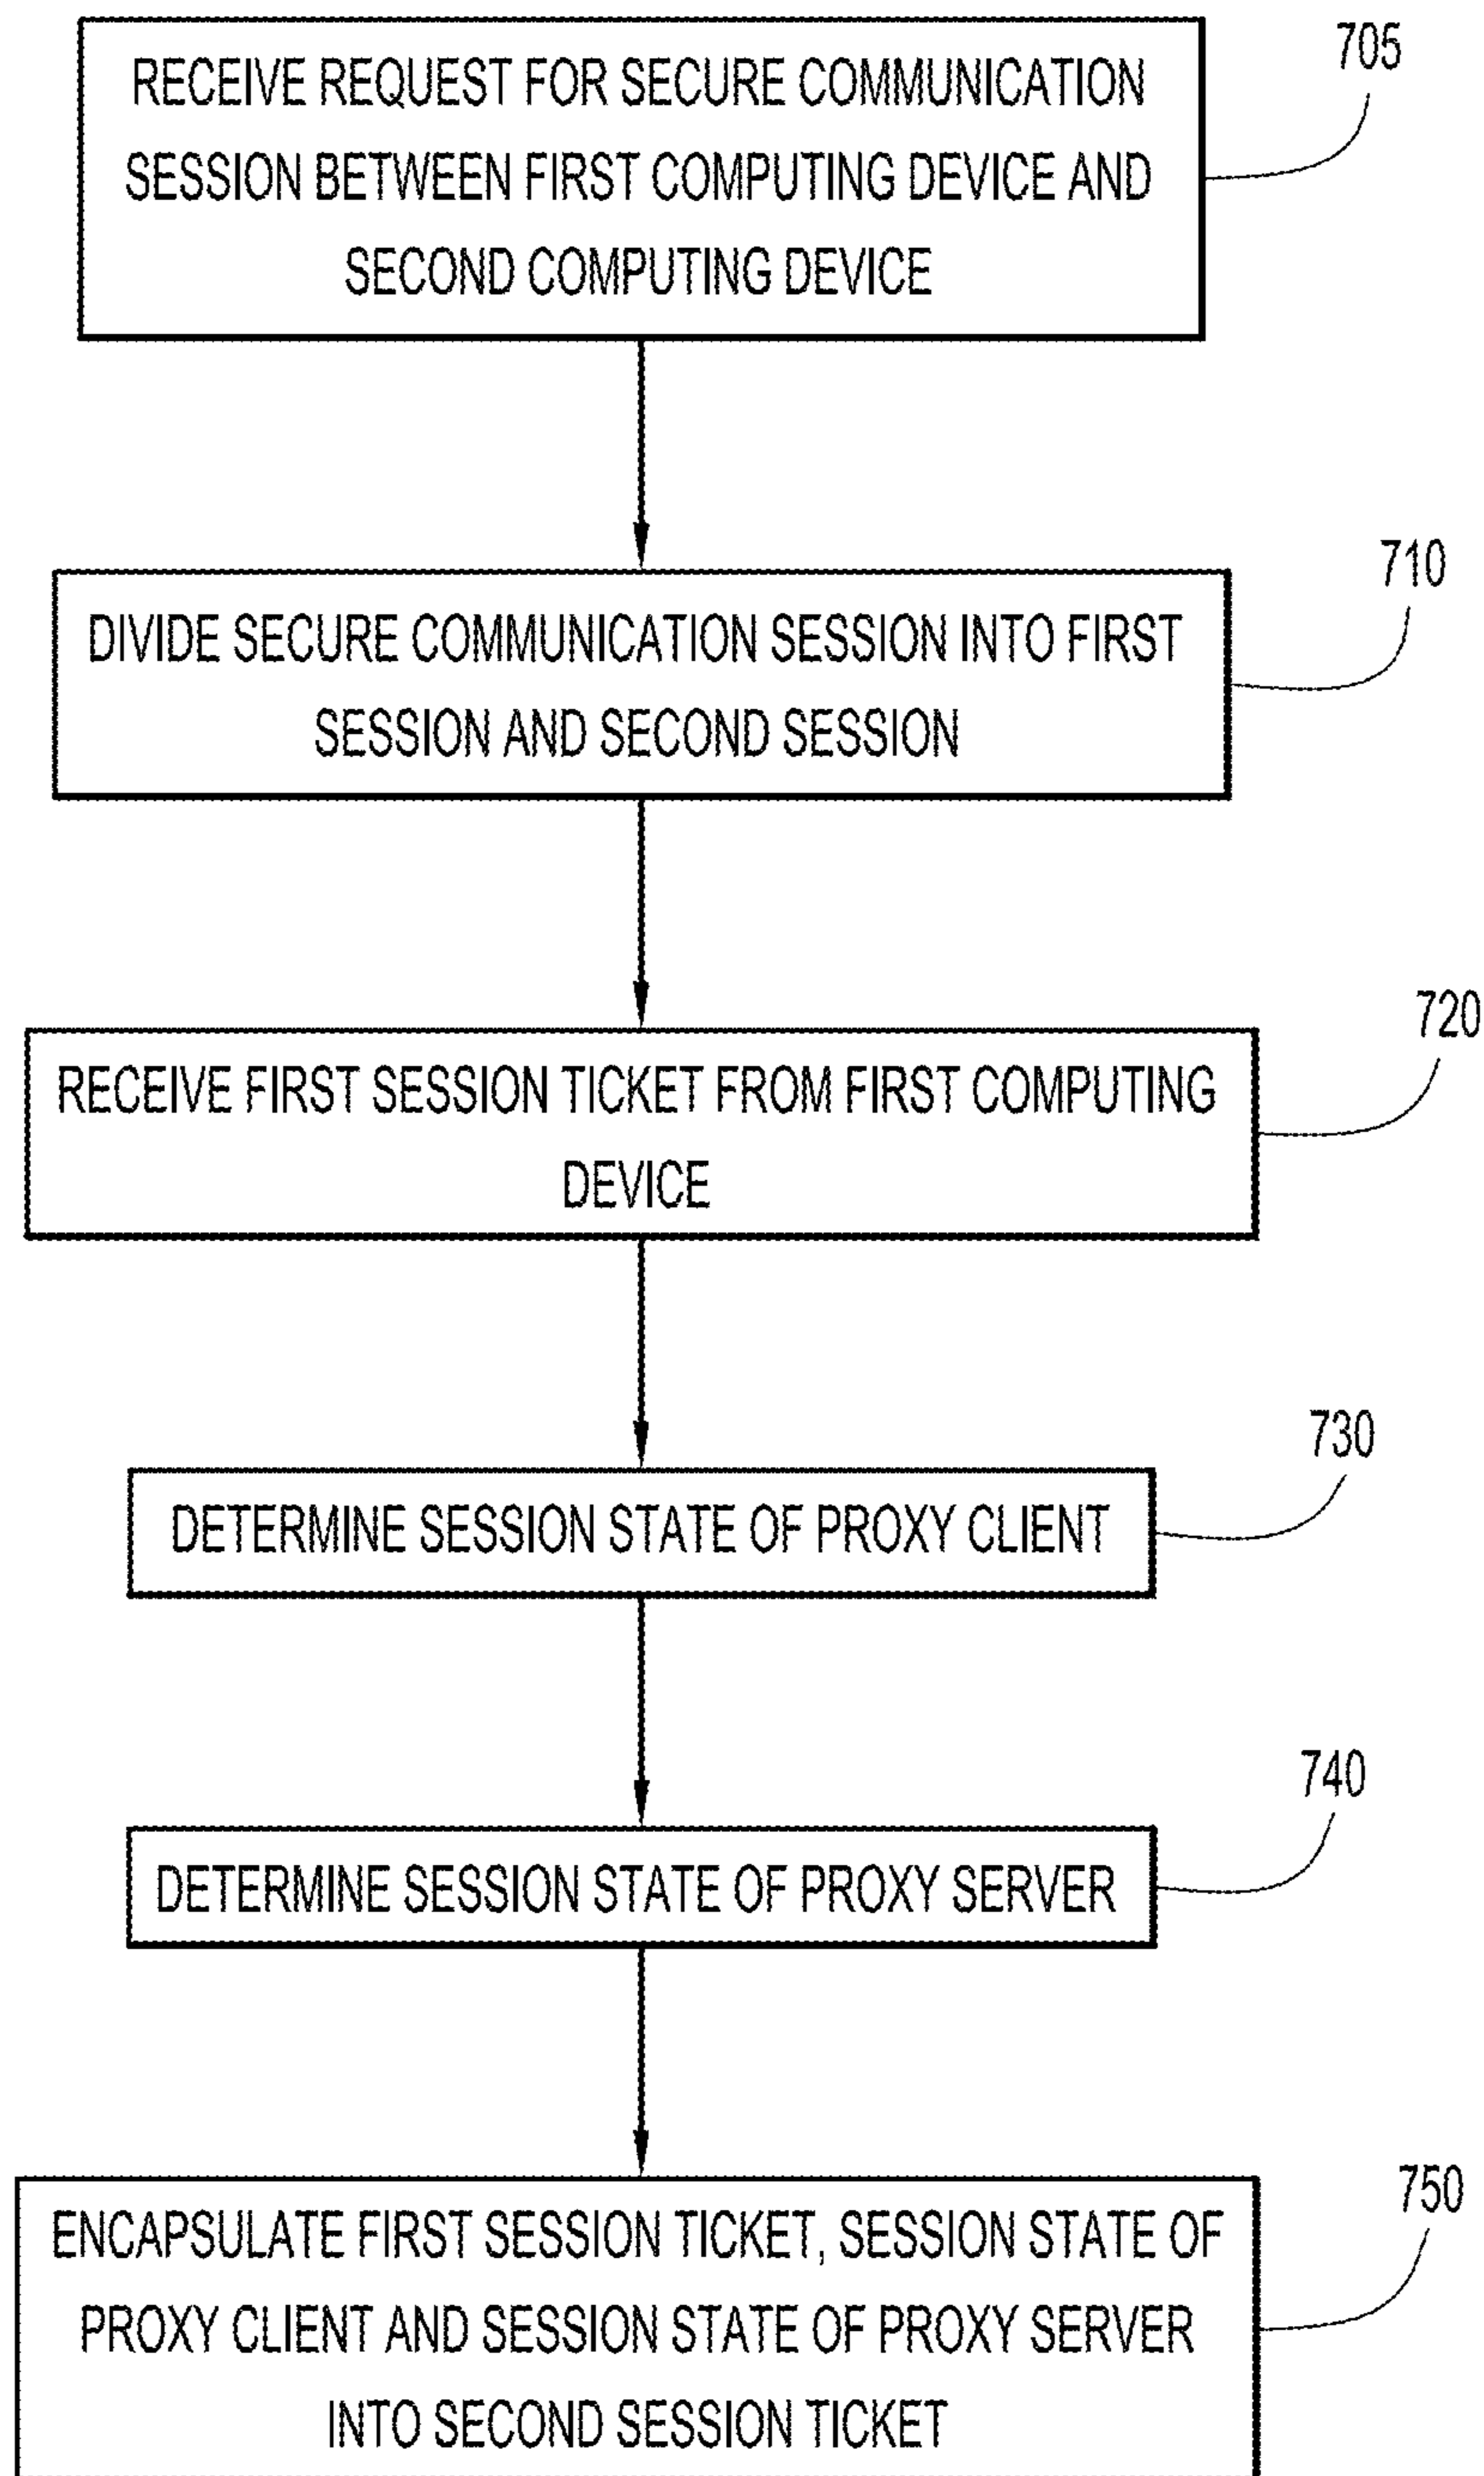 RECEIVE REQUEST FOR SECURE COMMUNICATION
SESSION BETWEEN FIRST COMPUTING DEVICE AND
SECOND COMPUTING DEVICE
705
DIVIDE SECURE COMMUNICATION SESSION INTO FIRST
SESSION AND SECOND SESSION
710
RECEIVE FIRST SESSION TICKET FROM FIRST COMPUTING
DEVICE
720
DETERMINE SESSION STATE OF PROXY CLIENT
730
DETERMINE SESSION STATE OF PROXY SERVER
740
ENCAPSULATE FIRST SESSION TICKET, SESSION STATE OF
PROXY CLIENT AND SESSION STATE OF PROXY SERVER
INTO SECOND SESSION TICKET
750